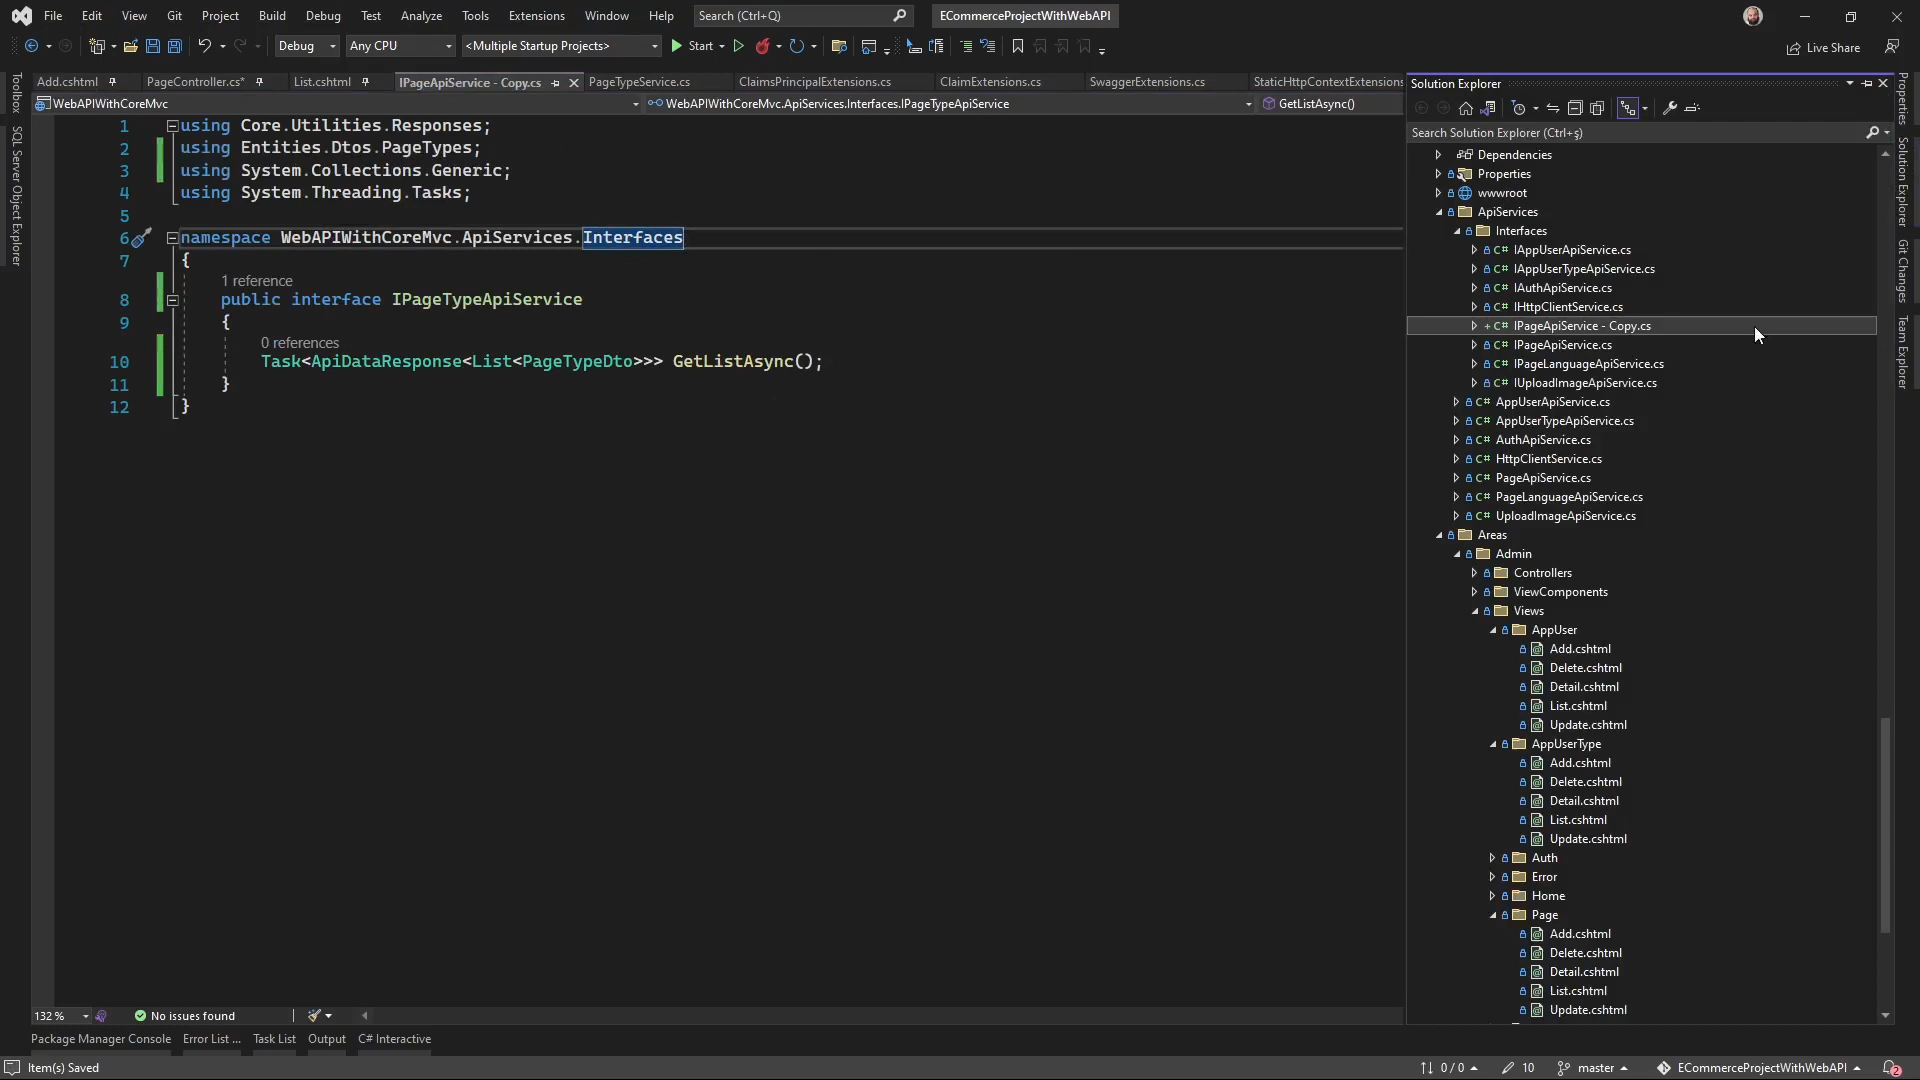 File Edit View Git Project Build Debug Test Analyze Tools Extensions Window Help Search (Ctrl+Q) ECommerceProjectWithWebAPI
Debug Any CPU <Multiple Startup Projects> Start Live Share
Add.cshtml PageController.cs* List.cshtml IPageApiService - Copy.cs PageTypeService.cs ClaimsPrincipalExtensions.cs ClaimExtensions.cs SwaggerExtensions.cs StaticHttpContextExtensions
WebAPIWithCoreMvc WebAPIWithCoreMvc.ApiServices.Interfaces.IPageTypeApiService GetListAsync()
Toolbox
SQL Server Object Explorer
1 using Core.Utilities.Responses;
2 using Entities.Dtos.PageTypes;
3 using System.Collections.Generic;
4 using System.Threading.Tasks;
5
6 namespace WebAPIWithCoreMvc.ApiServices.Interfaces
7 {
1 reference
8 public interface IPageTypeApiService
9 {
0 references
10 Task<ApiDataResponse<List<PageTypeDto>>> GetListAsync();
11 }
12 }
132 % No issues found
Package Manager Console Error List ... Task List Output C# Interactive
Solution Explorer
Search Solution Explorer (Ctrl+ş)
Dependencies
Properties
wwwroot
ApiServices
Interfaces
C# IAppUserApiService.cs
C# IAppUserTypeApiService.cs
C# IAuthApiService.cs
C# IHttpClientService.cs
+ C# IPageApiService - Copy.cs
C# IPageApiService.cs
C# IPageLanguageApiService.cs
C# IUploadImageApiService.cs
C# AppUserApiService.cs
C# AppUserTypeApiService.cs
C# AuthApiService.cs
C# HttpClientService.cs
C# PageApiService.cs
C# PageLanguageApiService.cs
C# UploadImageApiService.cs
Areas
Admin
Controllers
ViewComponents
Views
AppUser
Add.cshtml
Delete.cshtml
Detail.cshtml
List.cshtml
Update.cshtml
AppUserType
Add.cshtml
Delete.cshtml
Detail.cshtml
List.cshtml
Update.cshtml
Auth
Error
Home
Page
Add.cshtml
Delete.cshtml
Detail.cshtml
List.cshtml
Update.cshtml
Properties
Solution Explorer
Git Changes
Team Explorer
Item(s) Saved 0 / 0 10 master ECommerceProjectWithWebAPI 2